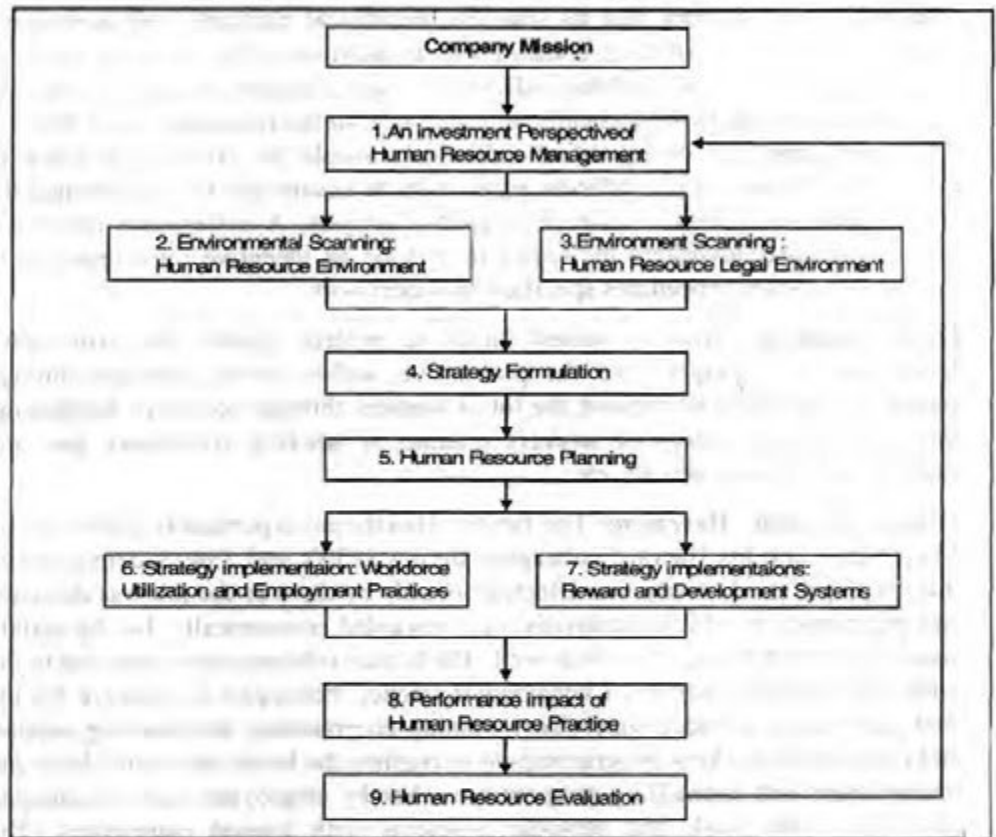 Company Mission
1.An Investment Perspectiveof
Human Resource Management
2. Environmental Scanning:
Human Resource Environment
3.Environment Scanning :
Human Resource Legal Environment
4. Strategy Formulation
5. Human Resource Planning
6. Strategy implementaion: Workforce
Utilization and Employment Practices
7. Strategy implementaions:
Reward and Development Systems
8. Performance Impact of
Human Resource Practice
9. Human Resource Evaluation